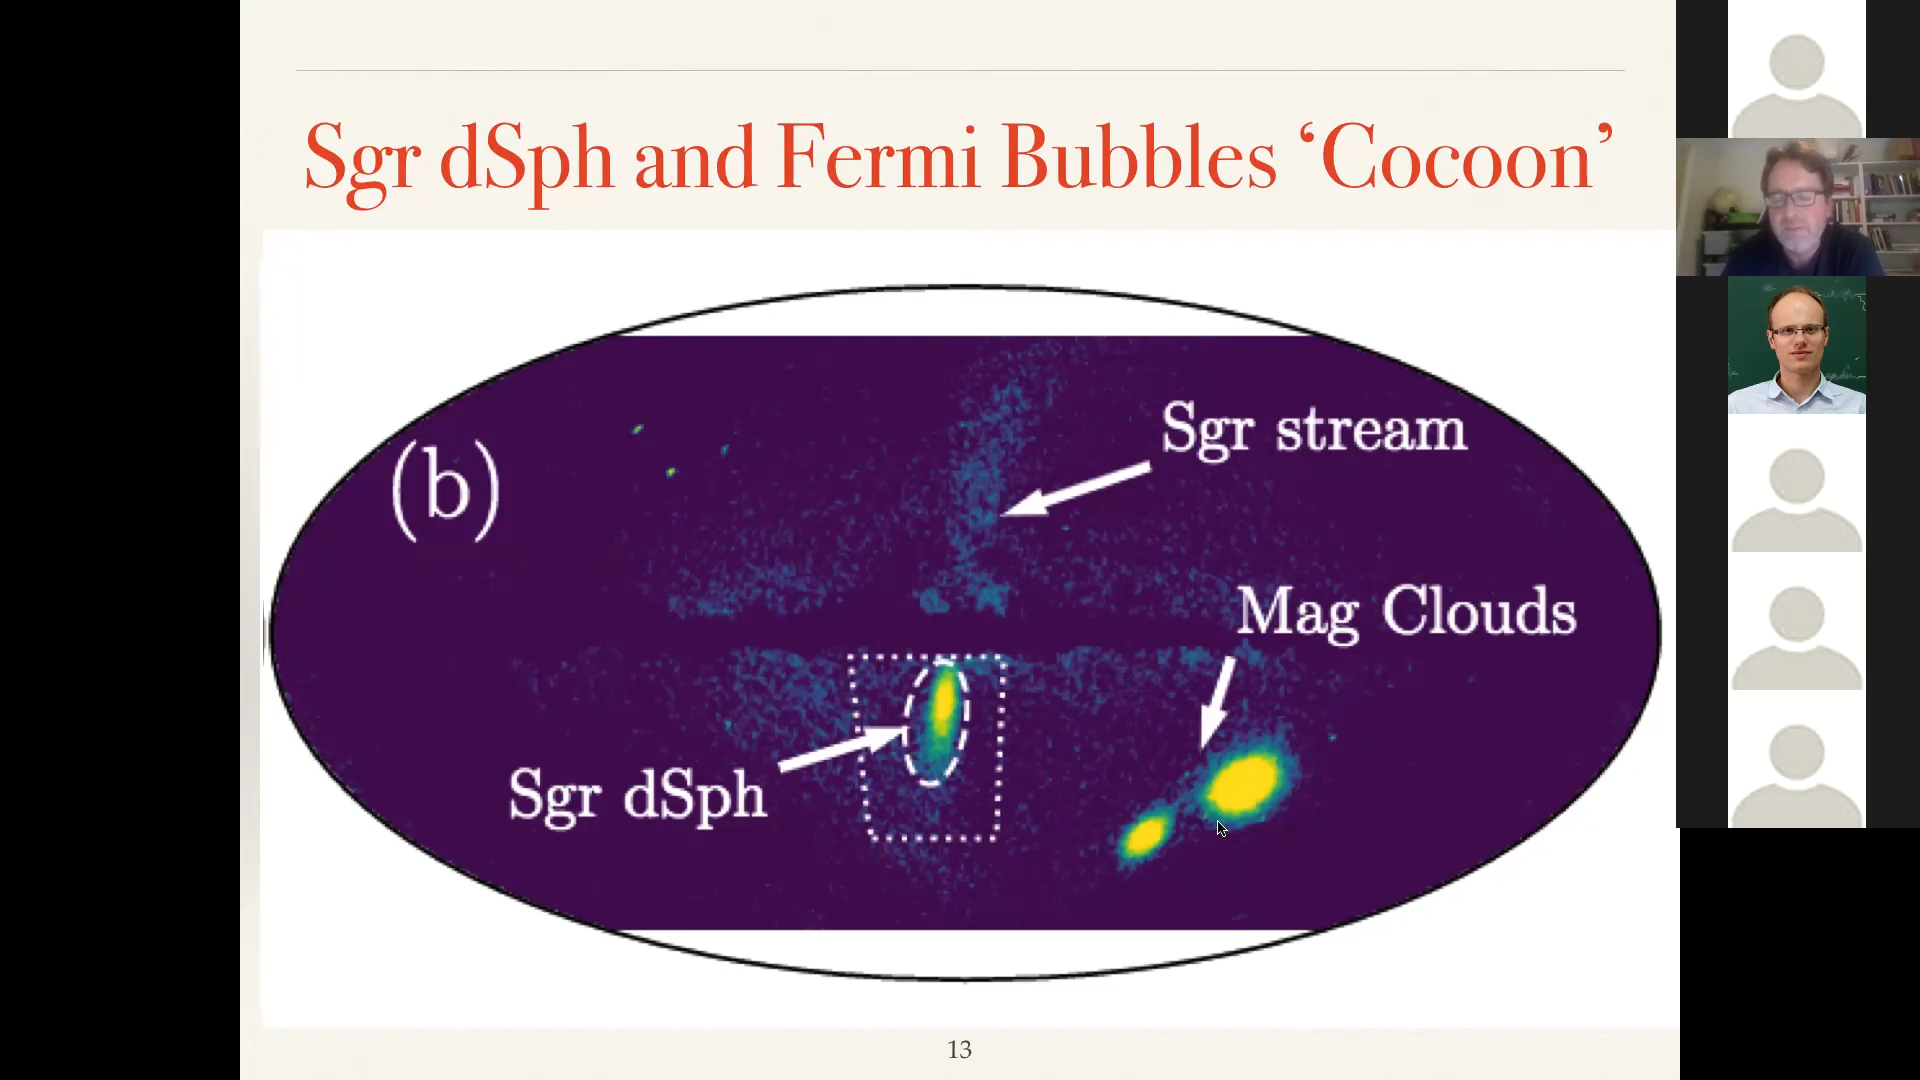 Sgr dSph and Fermi Bubbles ‘Cocoon’
Sgr stream
(b)
Mag Clouds
Sgr dSph
13